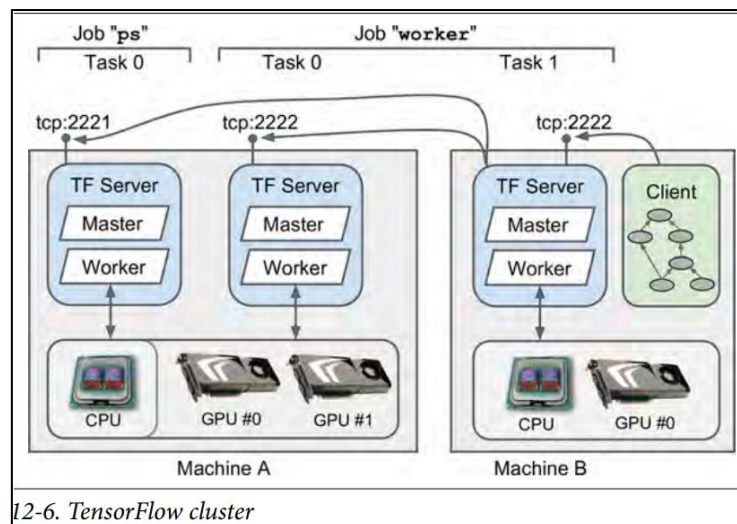 Job "ps" Job "worker"
Task 0 Task 0 Task 1
tcp:2221 tcp:2222 tcp:2222
TF Server TF Server TF Server Client
Master Master Master
Worker Worker Worker
CPU GPU #0 GPU #1 CPU GPU #0
Machine A Machine B
12-6. TensorFlow cluster